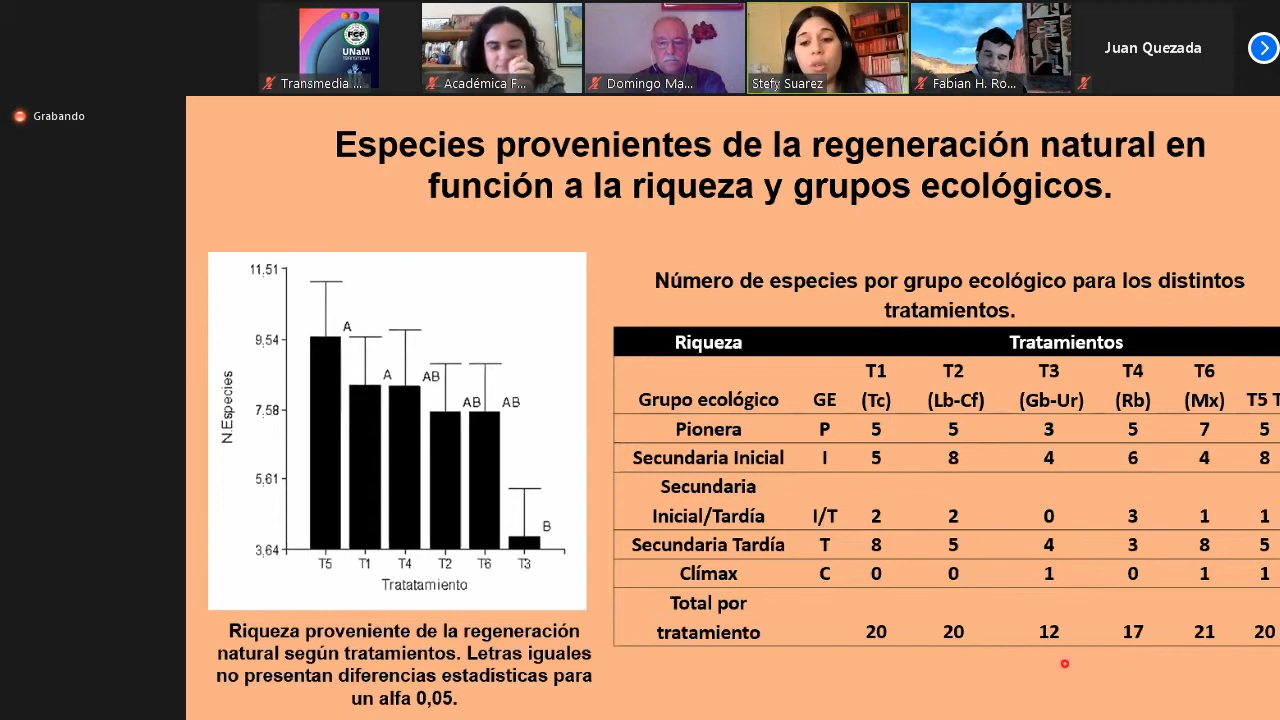 FCF
UNaM
TRANSMEDIA
Transmedia ...
Académica F...
Domingo Ma...
Stefy Suarez
Fabian H. Ro...
Juan Quezada
Grabando
Especies provenientes de la regeneración natural en
función a la riqueza y grupos ecológicos.
11,51
9,54
7,58
5,61
3,64
N.Especies
A
A
AB
AB
AB
B
T5 T1 T4 T2 T6 T3
Tratatamiento
Riqueza proveniente de la regeneración
natural según tratamientos. Letras iguales
no presentan diferencias estadísticas para
un alfa 0,05.
Número de especies por grupo ecológico para los distintos
tratamientos.
Riqueza Tratamientos
T1 T2 T3 T4 T6
Grupo ecológico GE (Tc) (Lb-Cf) (Gb-Ur) (Rb) (Mx) T5 T
Pionera P 5 5 3 5 7 5
Secundaria Inicial I 5 8 4 6 4 8
Secundaria
Inicial/Tardía I/T 2 2 0 3 1 1
Secundaria Tardía T 8 5 4 3 8 5
Clímax C 0 0 1 0 1 1
Total por
tratamiento 20 20 12 17 21 20